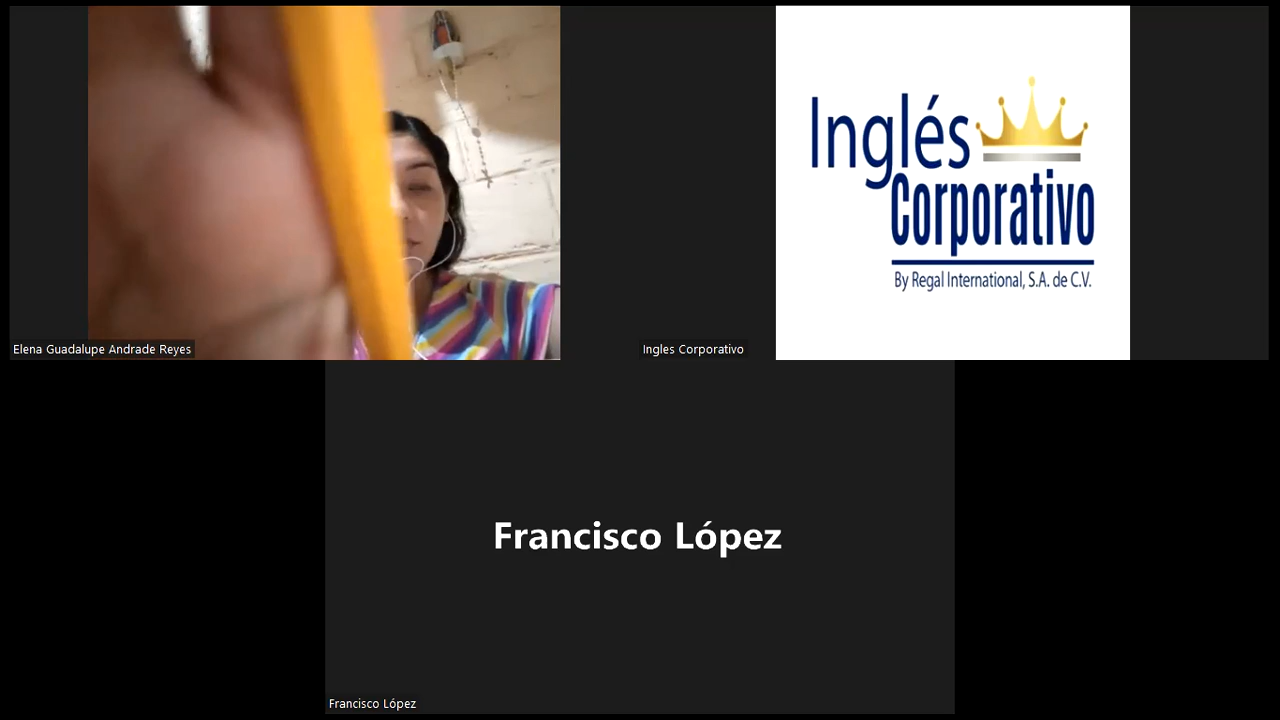 Elena Guadalupe Andrade Reyes
Inglés
Corporativo
By Regal International, S.A. de C.V.
Ingles Corporativo
Francisco López
Francisco López